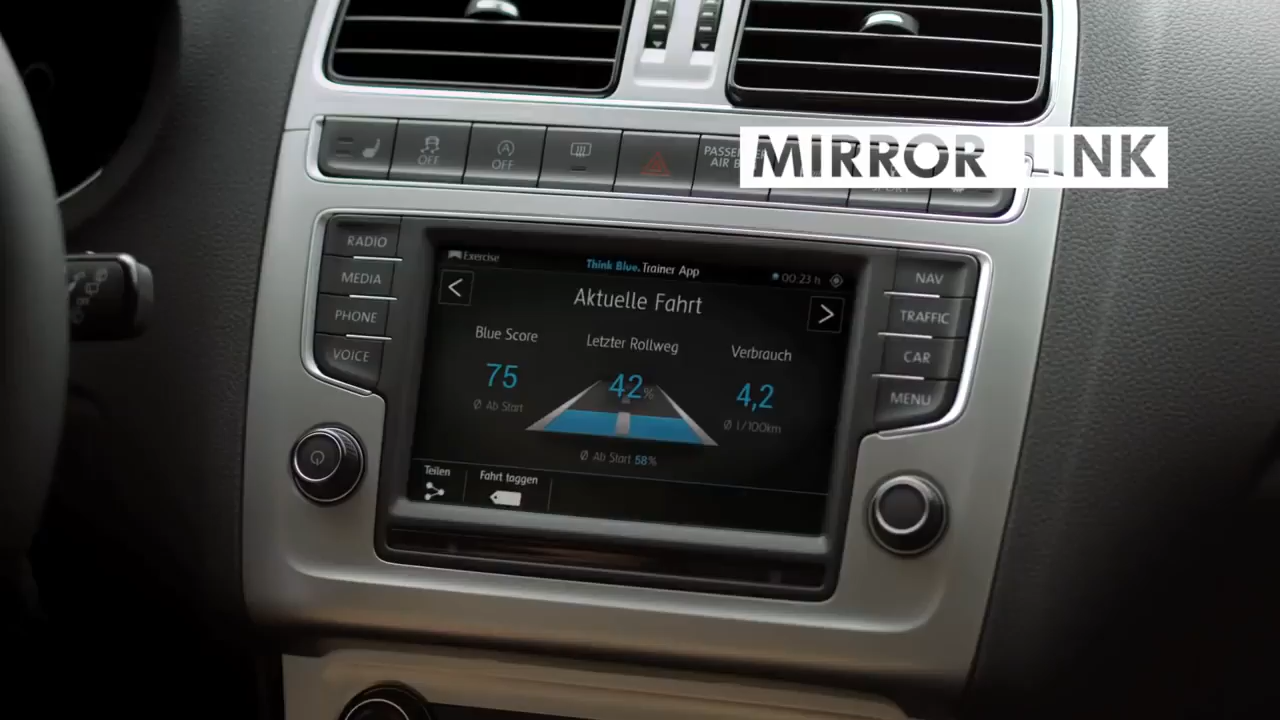 OFF
OFF
MIRROR LINK
RADIO
MEDIA
PHONE
VOICE
NAV
TRAFFIC
CAR
MENU
Exercise
Think Blue. Trainer App
00:23 h
<
Aktuelle Fahrt
>
Blue Score
Letzter Rollweg
Verbrauch
75
42%
4,2
Ø Ab Start
Ø l/100km
Ø Ab Start 58%
Teilen
Fahrt taggen